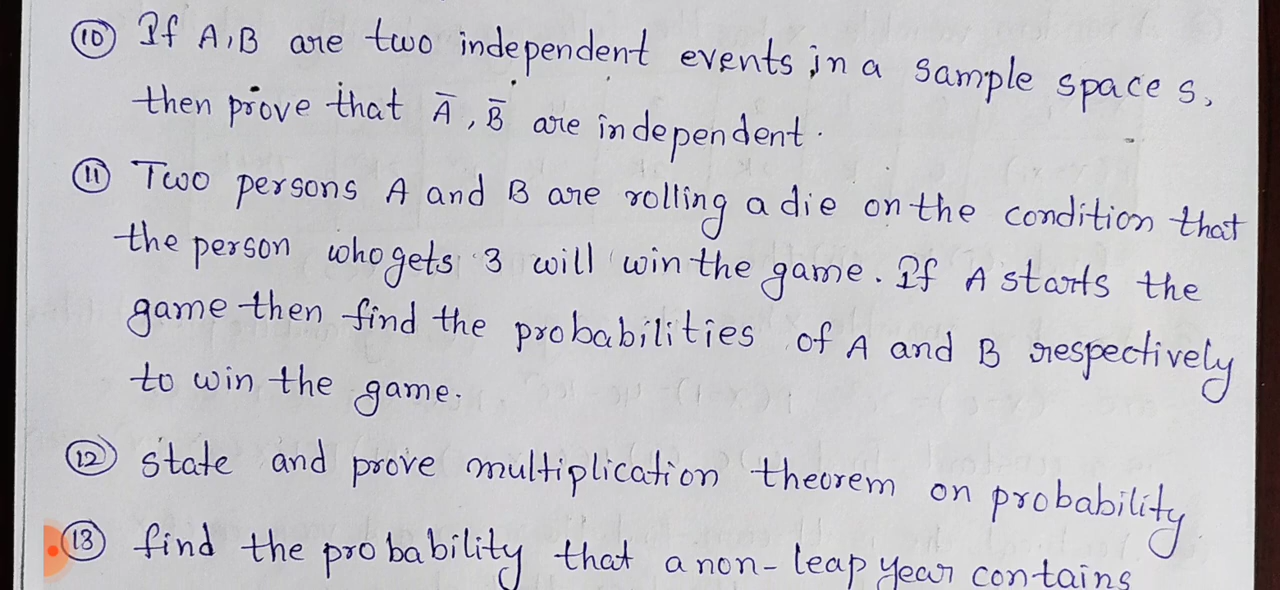 ⑩ If A,B are two independent events in a sample space s,
then prove that Ā, B̄ are independent.
⑪ Two persons A and B are rolling a die on the condition that
the person who gets 3 will win the game. If A starts the
game then find the probabilities of A and B respectively
to win the game.
⑫ state and prove multiplication theorem on probability
⑬ find the probability that a non-leap year contains